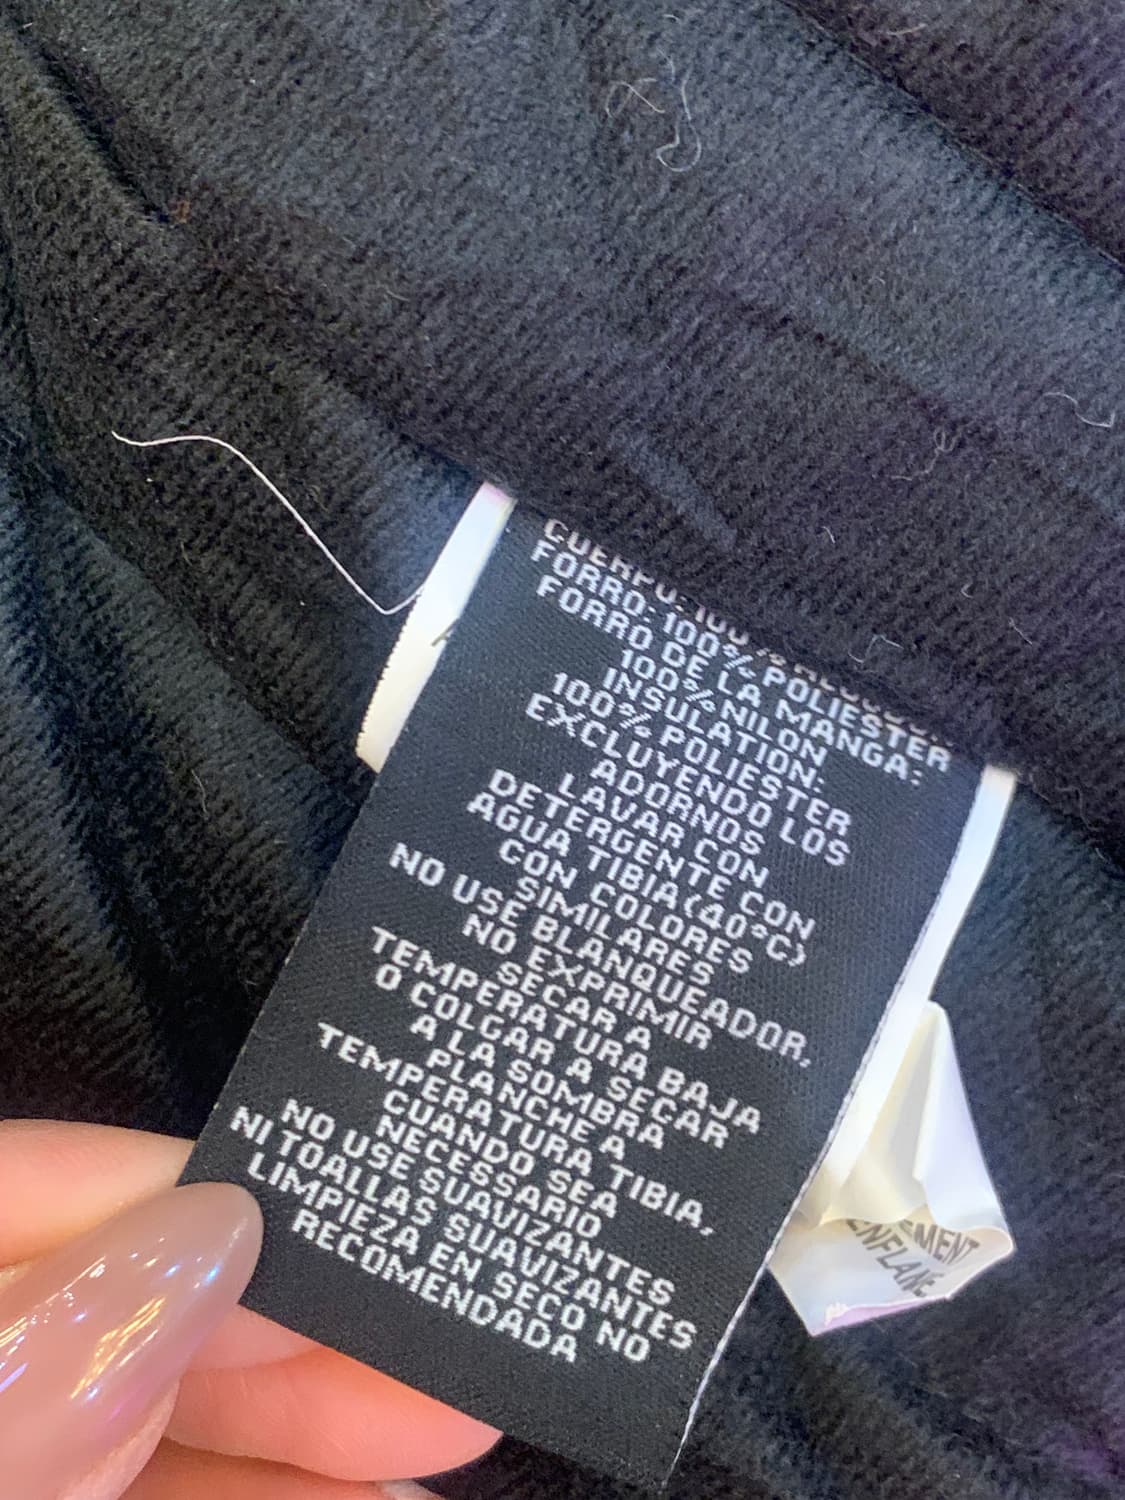 CUERPO: 100%
FORRO: 100% POLIESTER
FORRO DE LA MANGA:
100% NILON
INSULATION:
100% POLIESTER
EXCLUYENDO LOS
ADORNOS
LAVAR CON
DETERGENTE CON
AGUA TIBIA (40°C)
CON COLORES
SIMILARES
NO USE BLANQUEADOR,
NO EXPRIMIR
SECAR A
TEMPERATURA BAJA
O COLGAR A SECAR
A LA SOMBRA
PLANCHE A
TEMPERATURA TIBIA,
CUANDO SEA
NECESSARIO
NO USE SUAVIZANTES
NI TOALLAS SUAVIZANTES
LIMPIEZA EN SECO NO
RECOMENDADA